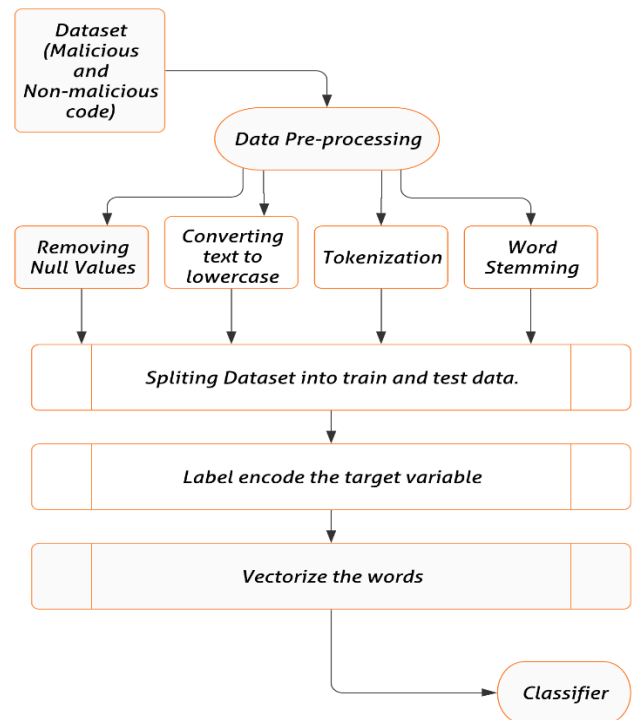 Dataset
(Malicious
and
Non-malicious
code)
Data Pre-processing
Removing
Null Values
Converting
text to
lowercase
Tokenization
Word
Stemming
Spliting Dataset into train and test data.
Label encode the target variable
Vectorize the words
Classifier